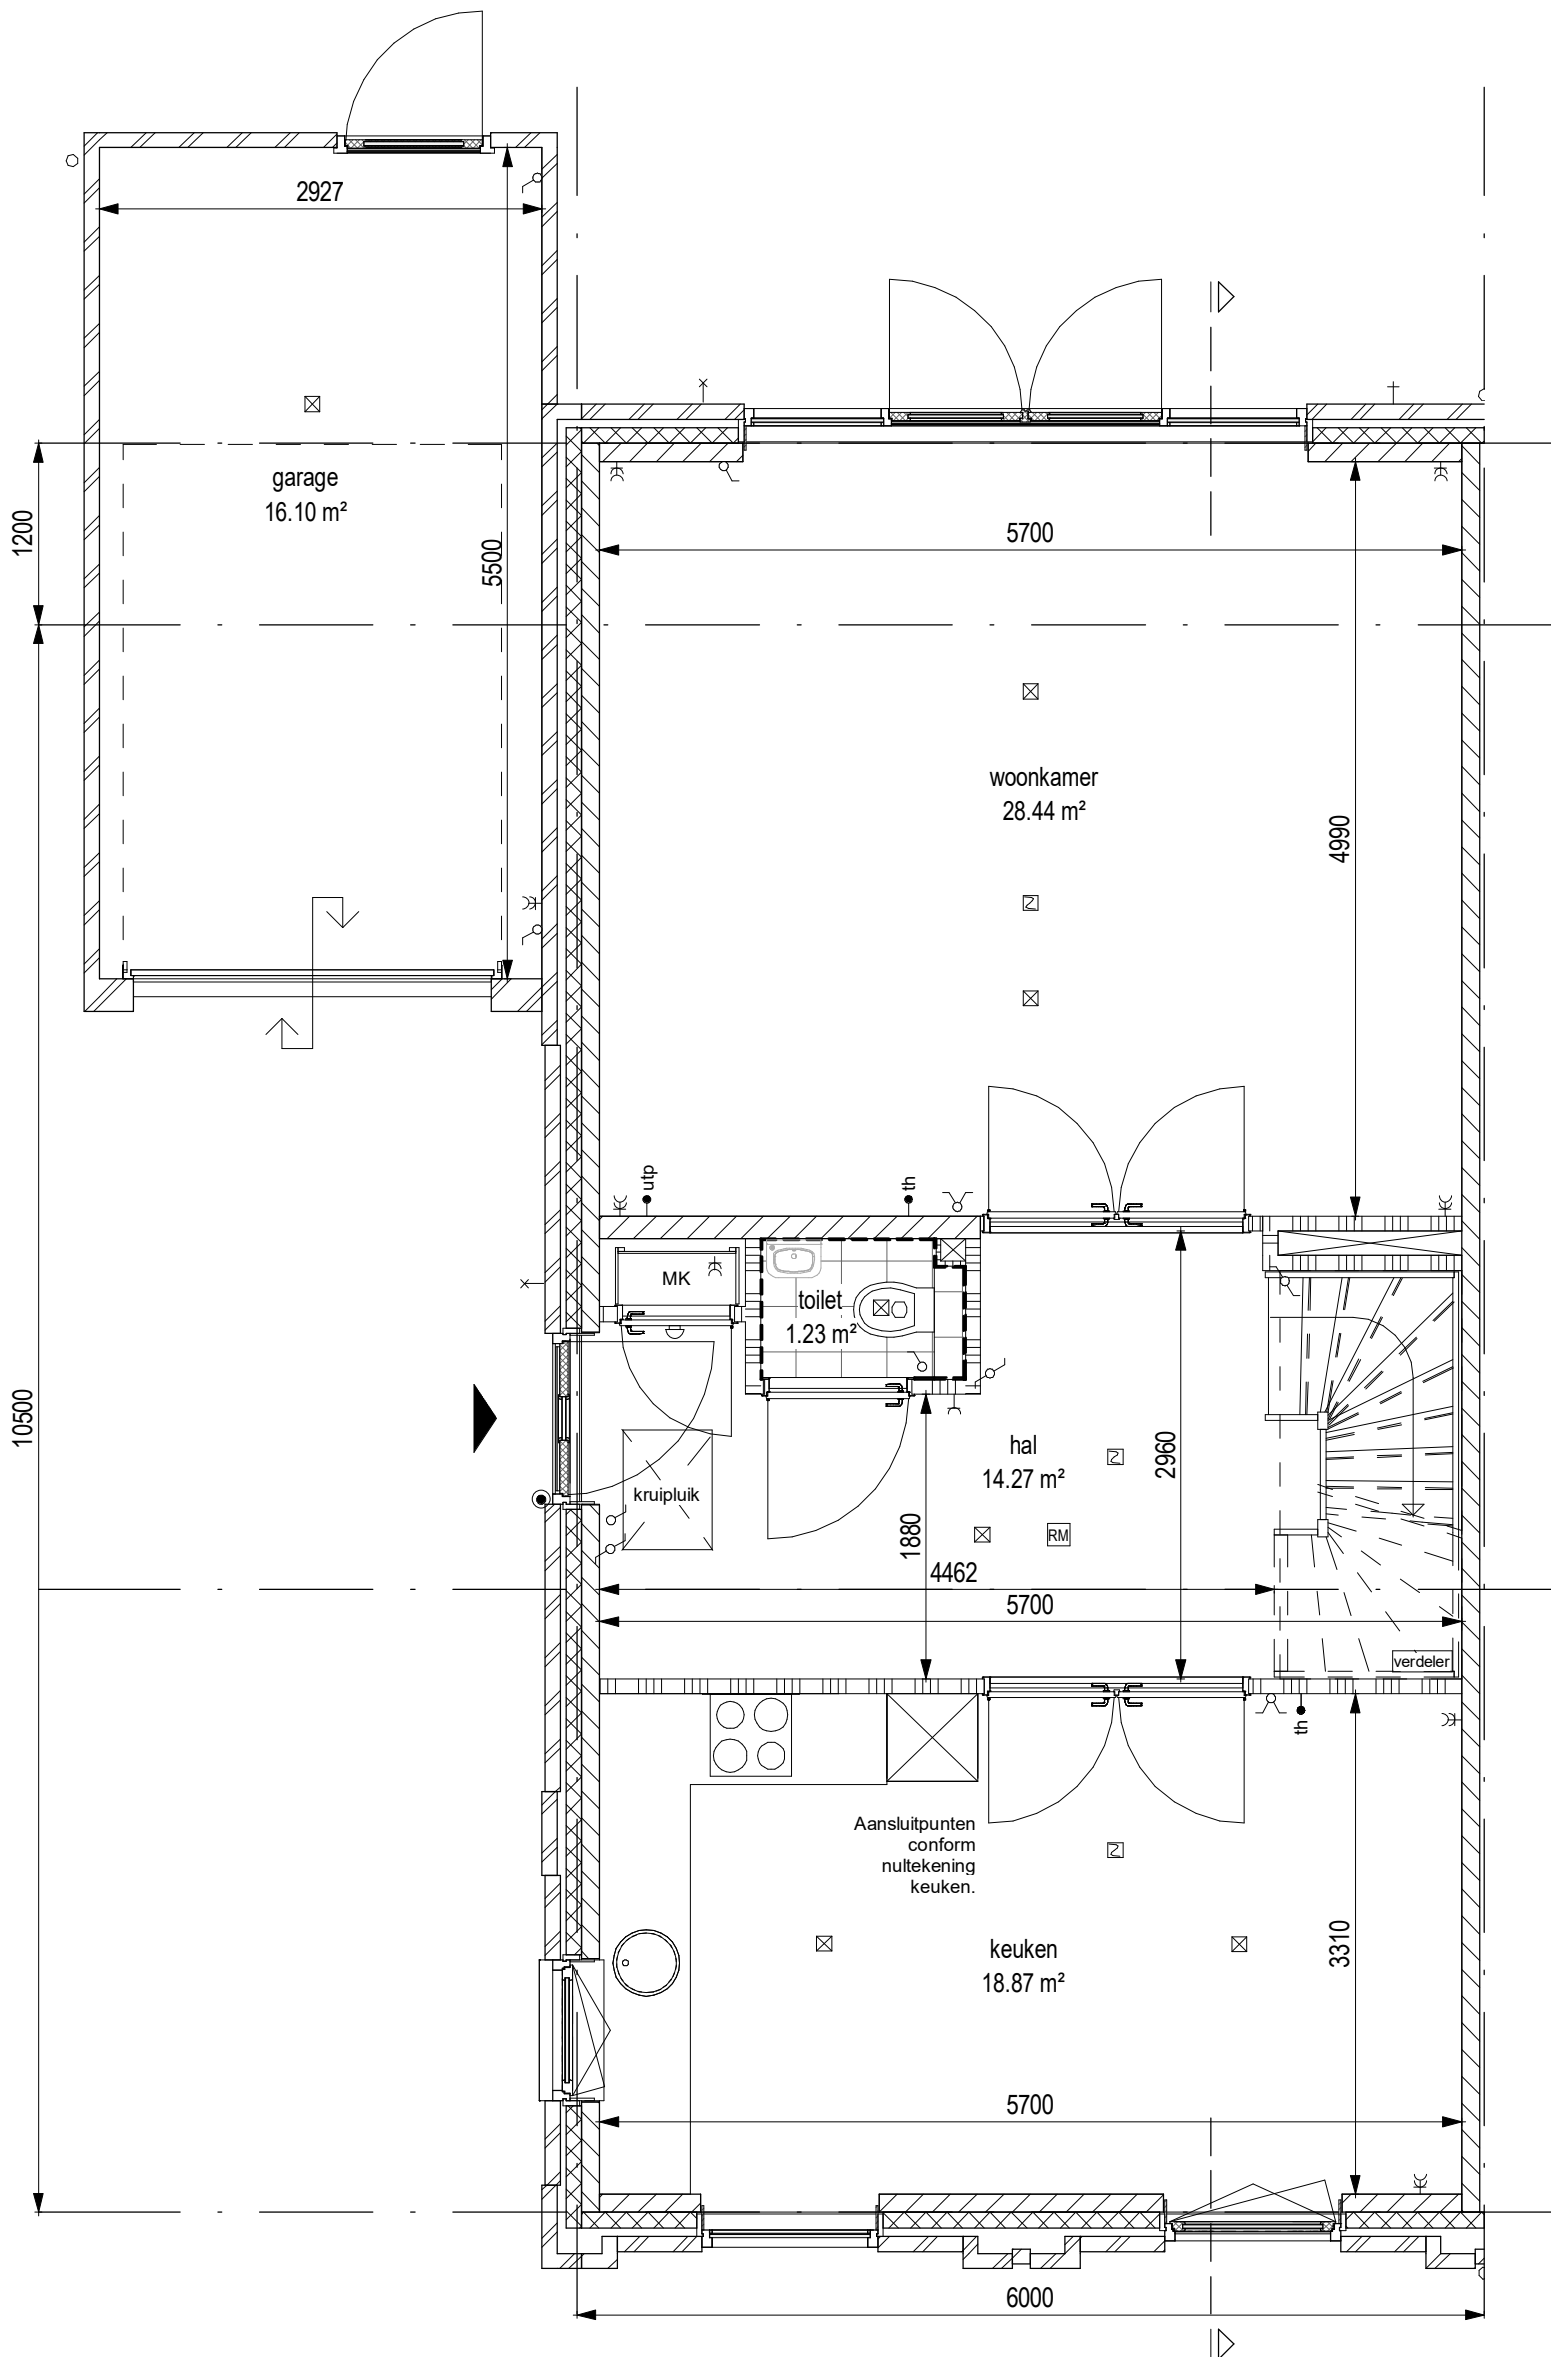 2927
garage
16.10 m²
1200
5500
5700
woonkamer
28.44 m²
4990
utp
th
MK
toilet
1.23 m²
10500
hal
14.27 m²
2960
kruipluik
1880
RM
4462
5700
verdeler
th
Aansluitpunten
conform
nultekening
keuken.
keuken
18.87 m²
3310
5700
6000